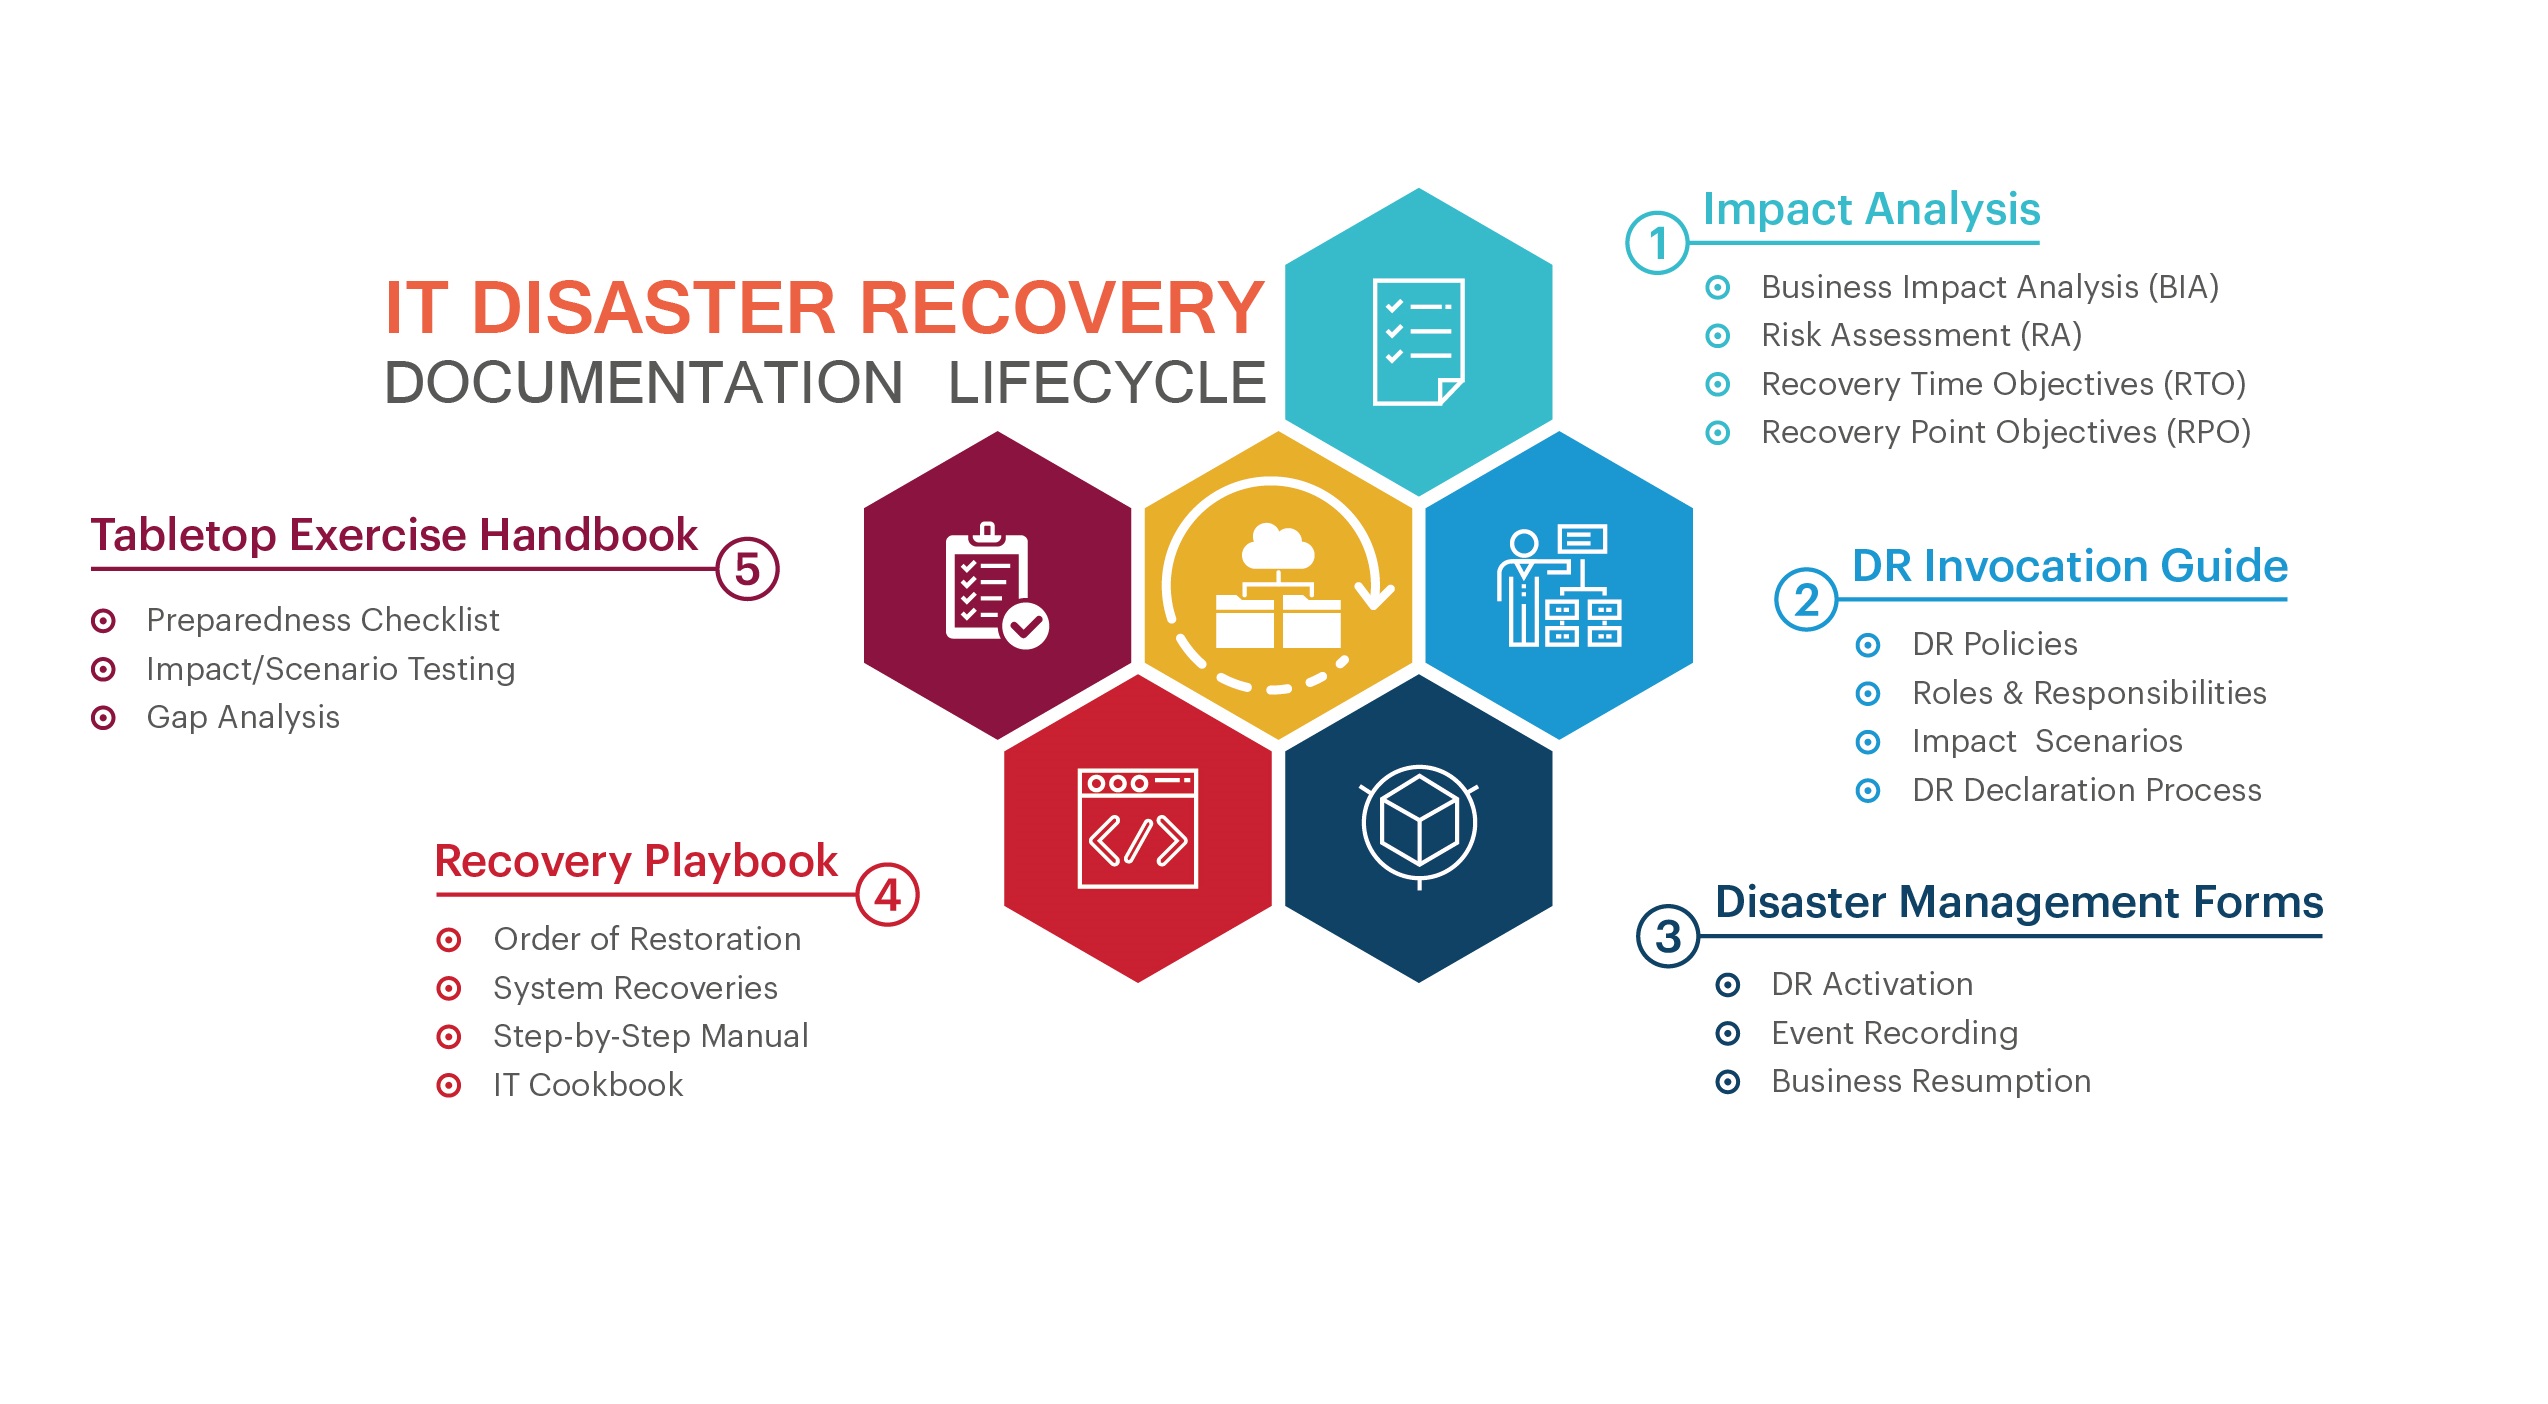 IT DISASTER RECOVERY
DOCUMENTATION LIFECYCLE
1
Impact Analysis
Business Impact Analysis (BIA)
Risk Assessment (RA)
Recovery Time Objectives (RTO)
Recovery Point Objectives (RPO)
2
DR Invocation Guide
DR Policies
Roles & Responsibilities
Impact Scenarios
DR Declaration Process
3
Disaster Management Forms
DR Activation
Event Recording
Business Resumption
Recovery Playbook
4
Order of Restoration
System Recoveries
Step-by-Step Manual
IT Cookbook
Tabletop Exercise Handbook
5
Preparedness Checklist
Impact/Scenario Testing
Gap Analysis